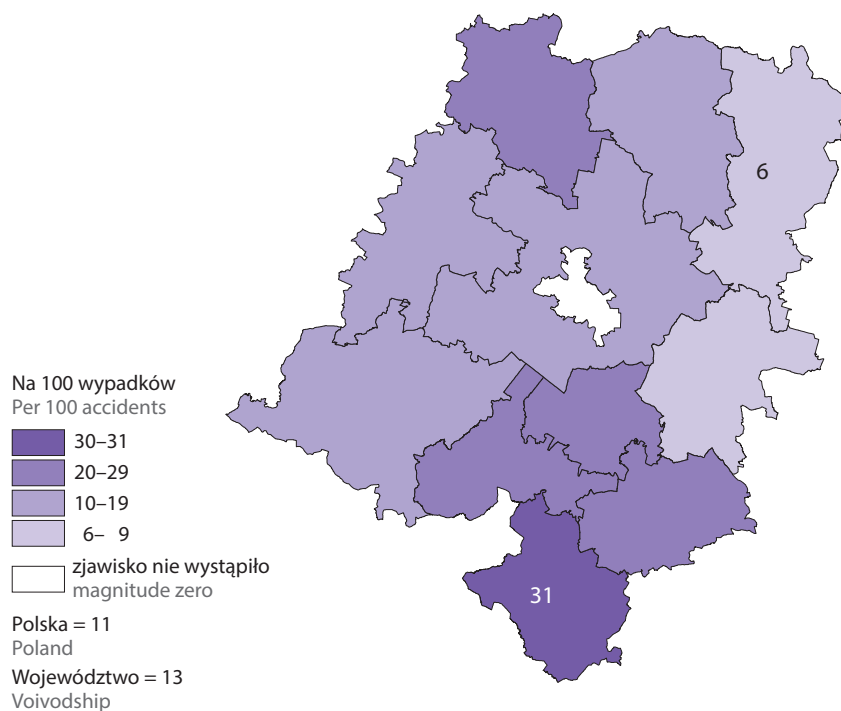 6
Na 100 wypadków
Per 100 accidents
30–31
20–29
10–19
6– 9
zjawisko nie wystąpiło
magnitude zero
31
Polska = 11
Poland
Województwo = 13
Voivodship